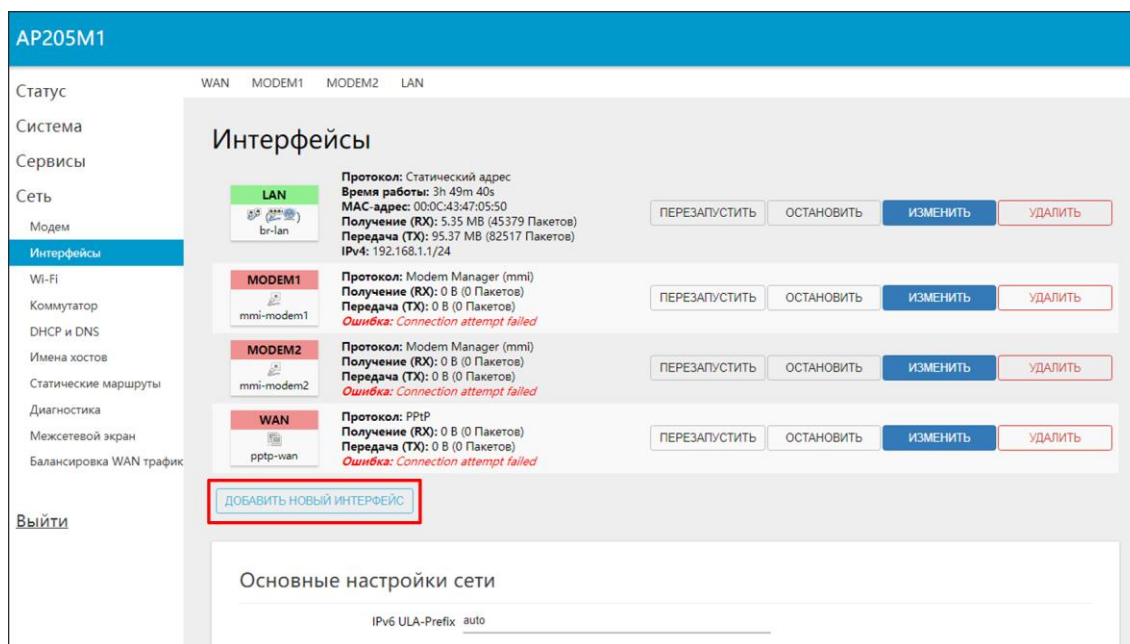 AP205M1
WAN MODEM1 MODEM2 LAN
Статус
Система
Сервисы
Сеть
Модем
Интерфейсы
Wi-Fi
Коммутатор
DHCP и DNS
Имена хостов
Статические маршруты
Диагностика
Межсетевой экран
Балансировка WAN трафик
Выйти
Интерфейсы
LAN
br-lan
Протокол: Статический адрес
Время работы: 3h 49m 40s
MAC-адрес: 00:0C:43:47:05:50
Получение (RX): 5.35 MB (45379 Пакетов)
Передача (TX): 95.37 MB (82517 Пакетов)
IPv4: 192.168.1.1/24
ПЕРЕЗАПУСТИТЬ ОСТАНОВИТЬ ИЗМЕНИТЬ УДАЛИТЬ
MODEM1
mmi-modem1
Протокол: Modem Manager (mmi)
Получение (RX): 0 B (0 Пакетов)
Передача (TX): 0 B (0 Пакетов)
Ошибка: Connection attempt failed
ПЕРЕЗАПУСТИТЬ ОСТАНОВИТЬ ИЗМЕНИТЬ УДАЛИТЬ
MODEM2
mmi-modem2
Протокол: Modem Manager (mmi)
Получение (RX): 0 B (0 Пакетов)
Передача (TX): 0 B (0 Пакетов)
Ошибка: Connection attempt failed
ПЕРЕЗАПУСТИТЬ ОСТАНОВИТЬ ИЗМЕНИТЬ УДАЛИТЬ
WAN
pptp-wan
Протокол: PPtP
Получение (RX): 0 B (0 Пакетов)
Передача (TX): 0 B (0 Пакетов)
Ошибка: Connection attempt failed
ПЕРЕЗАПУСТИТЬ ОСТАНОВИТЬ ИЗМЕНИТЬ УДАЛИТЬ
ДОБАВИТЬ НОВЫЙ ИНТЕРФЕЙС
Основные настройки сети
IPv6 ULA-Prefix auto